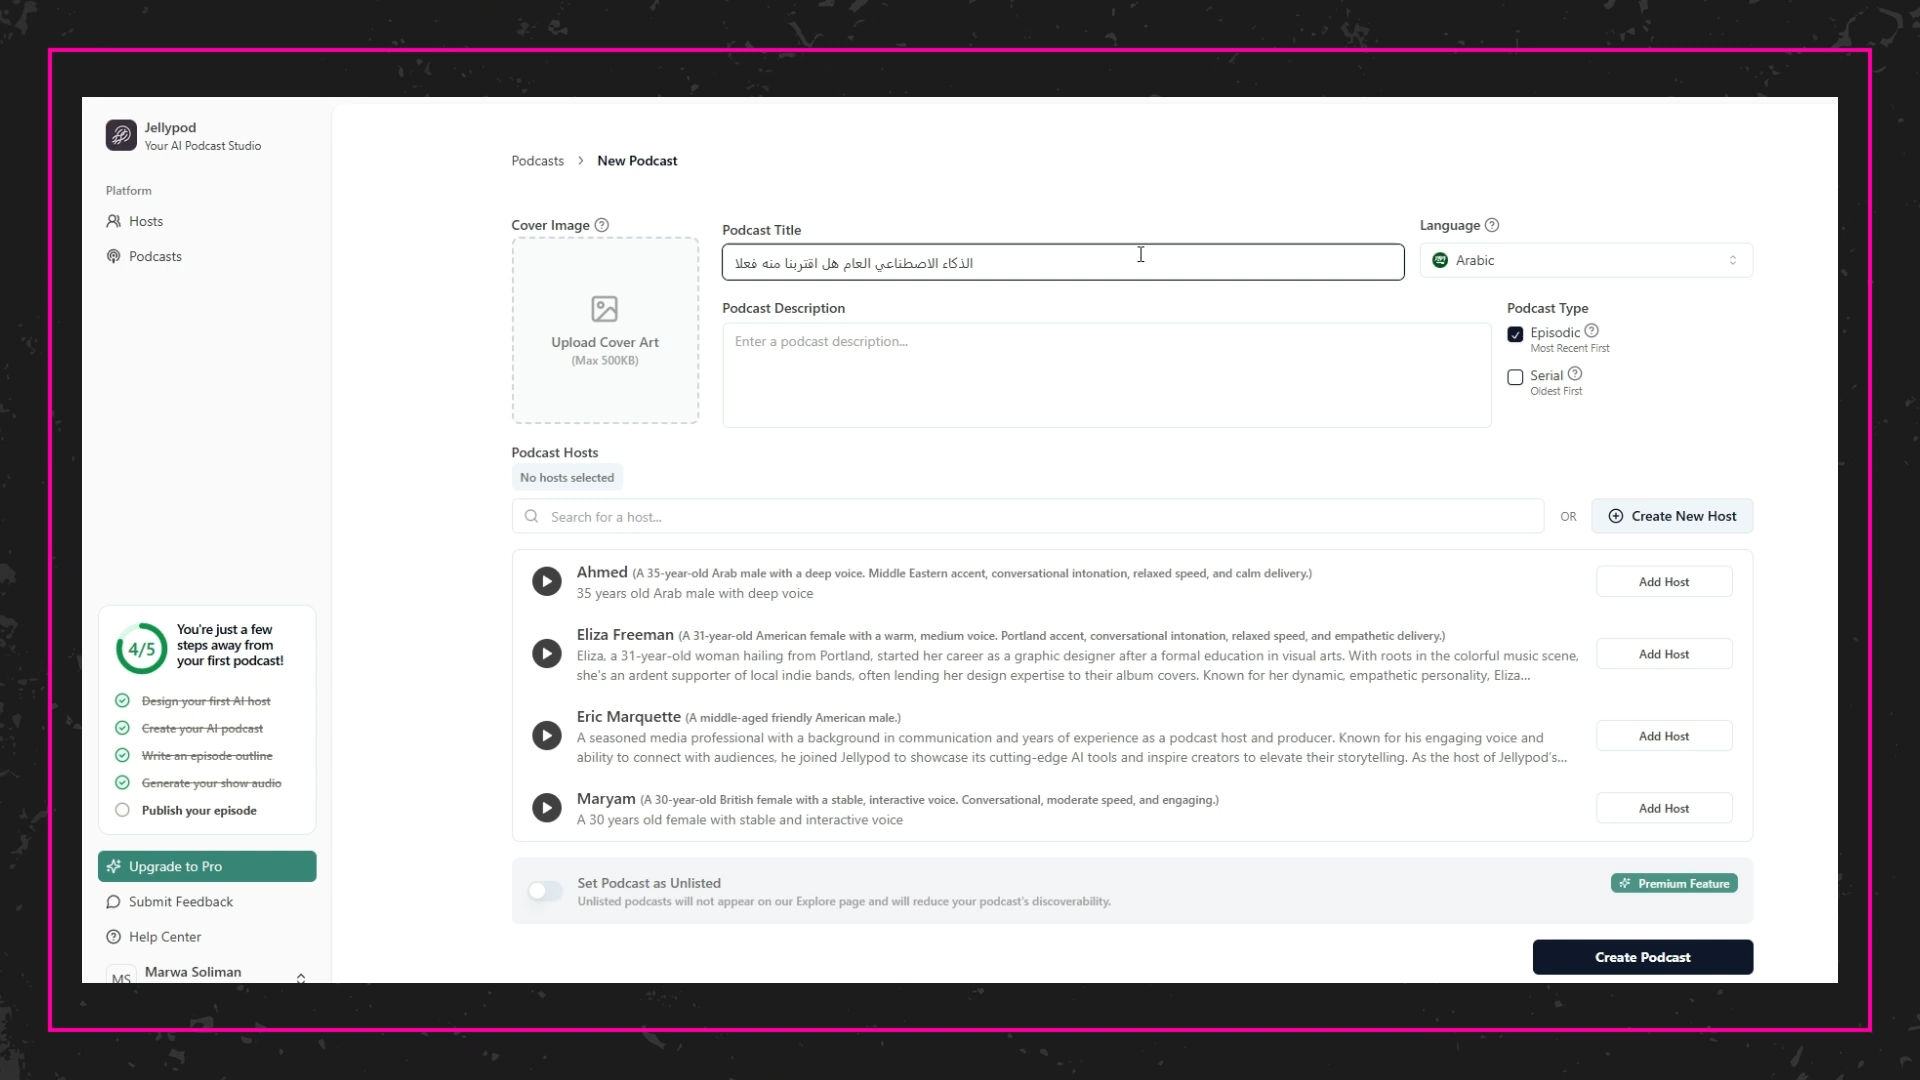 Jellypod
Your AI Podcast Studio
Platform
Hosts
Podcasts
You're just a few
steps away from
your first podcast!
4/5
Design your first AI host
Create your AI podcast
Write an episode outline
Generate your show audio
Publish your episode
Upgrade to Pro
Submit Feedback
Help Center
MS
Marwa Soliman
Podcasts > New Podcast
Cover Image
Upload Cover Art
(Max 500KB)
Podcast Title
الذكاء الاصطناعي العام هل اقتربنا منه فعلا
Language
Arabic
Podcast Description
Enter a podcast description...
Podcast Type
Episodic
Most Recent First
Serial
Oldest First
Podcast Hosts
No hosts selected
Search for a host...
OR
Create New Host
Ahmed (A 35-year-old Arab male with a deep voice. Middle Eastern accent, conversational intonation, relaxed speed, and calm delivery.)
35 years old Arab male with deep voice
Add Host
Eliza Freeman (A 31-year-old American female with a warm, medium voice. Portland accent, conversational intonation, relaxed speed, and empathetic delivery.)
Eliza, a 31-year-old woman hailing from Portland, started her career as a graphic designer after a formal education in visual arts. With roots in the colorful music scene,
she's an ardent supporter of local indie bands, often lending her design expertise to their album covers. Known for her dynamic, empathetic personality, Eliza...
Add Host
Eric Marquette (A middle-aged friendly American male.)
A seasoned media professional with a background in communication and years of experience as a podcast host and producer. Known for his engaging voice and
ability to connect with audiences, he joined Jellypod to showcase its cutting-edge AI tools and inspire creators to elevate their storytelling. As the host of Jellypod's...
Add Host
Maryam (A 30-year-old British female with a stable, interactive voice. Conversational, moderate speed, and engaging.)
A 30 years old female with stable and interactive voice
Add Host
Set Podcast as Unlisted
Unlisted podcasts will not appear on our Explore page and will reduce your podcast's discoverability.
Premium Feature
Create Podcast